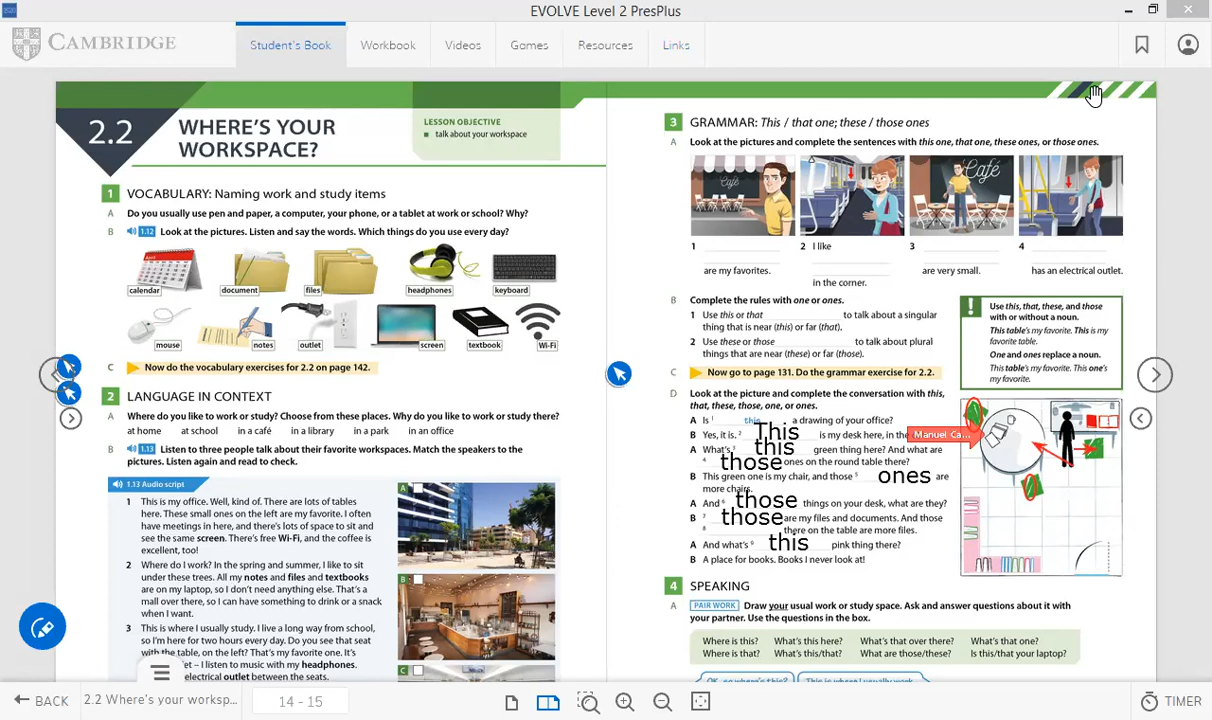 EVOLVE Level 2 PresPlus
CAMBRIDGE
Student's Book
Workbook
Videos
Games
Resources
Links
2.2
WHERE'S YOUR
WORKSPACE?
LESSON OBJECTIVE
talk about your workspace
1 VOCABULARY: Naming work and study items
A Do you usually use pen and paper, a computer, your phone, or a tablet at work or school? Why?
B 1.12 Look at the pictures. Listen and say the words. Which things do you use every day?
calendar document files headphones keyboard
mouse notes outlet screen textbook Wi-Fi
C Now do the vocabulary exercises for 2.2 on page 142.
2 LANGUAGE IN CONTEXT
A Where do you like to work or study? Choose from these places. Why do you like to work or study there?
at home at school in a café in a library in a park in an office
B 1.13 Listen to three people talk about their favorite workspaces. Match the speakers to the
pictures. Listen again and read to check.
1.13 Audio script
1 This is my office. Well, kind of. There are lots of tables
here. These small ones on the left are my favorite. I often
have meetings in here, and there's lots of space to sit and
see the same screen. There's free Wi-Fi, and the coffee is
excellent, too!
2 Where do I work? In the spring and summer, I like to sit
under these trees. All my notes and files and textbooks
are on my laptop, so I don't need anything else. That's a
mall over there, so I can have something to drink or a snack
when I want.
3 This is where I usually study. I live a long way from school,
so I'm here for two hours every day. Do you see that seat
with the table, on the left? That's my favorite one. It's
let – I listen to music with my headphones.
electrical outlet between the seats.
A
B
C
3 GRAMMAR: This / that one; these / those ones
A Look at the pictures and complete the sentences with this one, that one, these ones, or those ones.
Café
Café
1
are my favorites.
2 I like
in the corner.
3
are very small.
4
has an electrical outlet.
B Complete the rules with one or ones.
1 Use this or that to talk about a singular
thing that is near (this) or far (that).
2 Use these or those to talk about plural
things that are near (these) or far (those).
! Use this, that, these, and those
with or without a noun.
This table's my favorite. This is my
favorite table.
One and ones replace a noun.
This table's my favorite. This one's
my favorite.
C Now go to page 131. Do the grammar exercise for 2.2.
D Look at the picture and complete the conversation with this,
that, these, those, one, or ones.
A Is 1 this a drawing of your office?
B Yes, it is. 2 This is my desk here, in the
A What's 3 this green thing here? And what are
4 those ones on the round table there?
B This green one is my chair, and those 5 ones are
more chairs.
A And 6 those things on your desk, what are they?
B 7 those are my files and documents. And those
8 there on the table are more files.
A And what's 9 this pink thing there?
B A place for books. Books I never look at!
Manuel Ca...
4 SPEAKING
A PAIR WORK Draw your usual work or study space. Ask and answer questions about it with
your partner. Use the questions in the box.
Where is this? What's this here? What's that over there? What's that one?
Where is that? What's this/that? What are those/these? Is this/that your laptop?
OK, so where's this?
This is where I usually work.
BACK
2.2 Where's your worksp...
14 - 15
TIMER